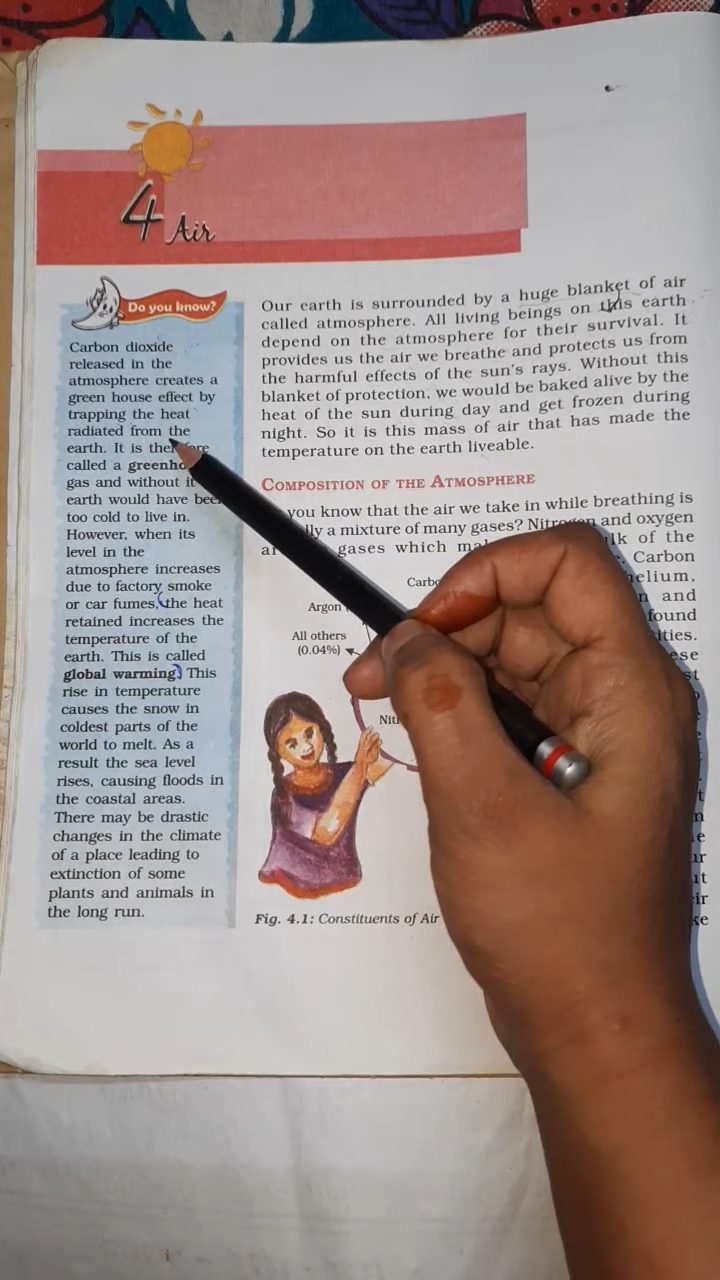 4 Air
Do you know?
Carbon dioxide
released in the
atmosphere creates a
green house effect by
trapping the heat
radiated from the
earth. It is
called a
gas and without it
earth would have
too cold to live in.
However, when its
level in the
atmosphere increases
due to factory smoke
or car fumes, the heat
retained increases the
temperature of the
earth. This is called
global warming. This
rise in temperature
causes the snow in
coldest parts of the
world to melt. As a
result the sea level
rises, causing floods in
the coastal areas.
There may be drastic
changes in the climate
of a place leading to
extinction of some
plants and animals in
the long run.
Our earth is surrounded by a huge blanket of air
called atmosphere. All living beings on this earth
depend on the atmosphere for their survival. It
provides us the air we breathe and protects us from
the harmful effects of the sun's rays. Without this
blanket of protection, we would be baked alive by the
heat of the sun during day and get frozen during
night. So it is this mass of air that has made the
temperature on the earth liveable.
COMPOSITION OF THE ATMOSPHERE
you know that the air we take in while breathing is
a mixture of many gases? Nitrogen and oxygen
gases which of the
Carbon
and
found
Argon
All others
(0.04%)
Fig. 4.1: Constituents of Air